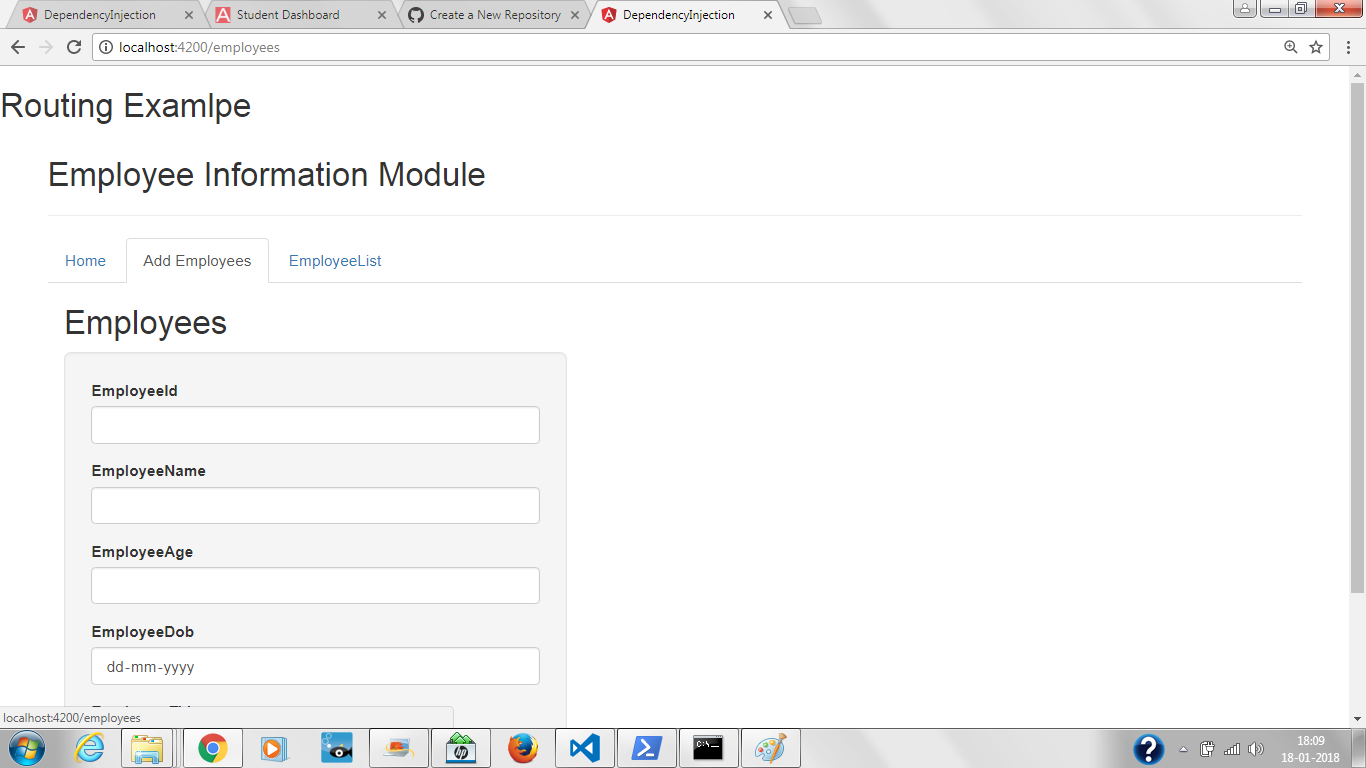 DependencyInjection Student Dashboard Create a New Repository DependencyInjection
localhost:4200/employees
Routing Examlpe
Employee Information Module
Home Add Employees EmployeeList
Employees
EmployeeId
EmployeeName
EmployeeAge
EmployeeDob
dd-mm-yyyy
localhost:4200/employees
18:09
18-01-2018